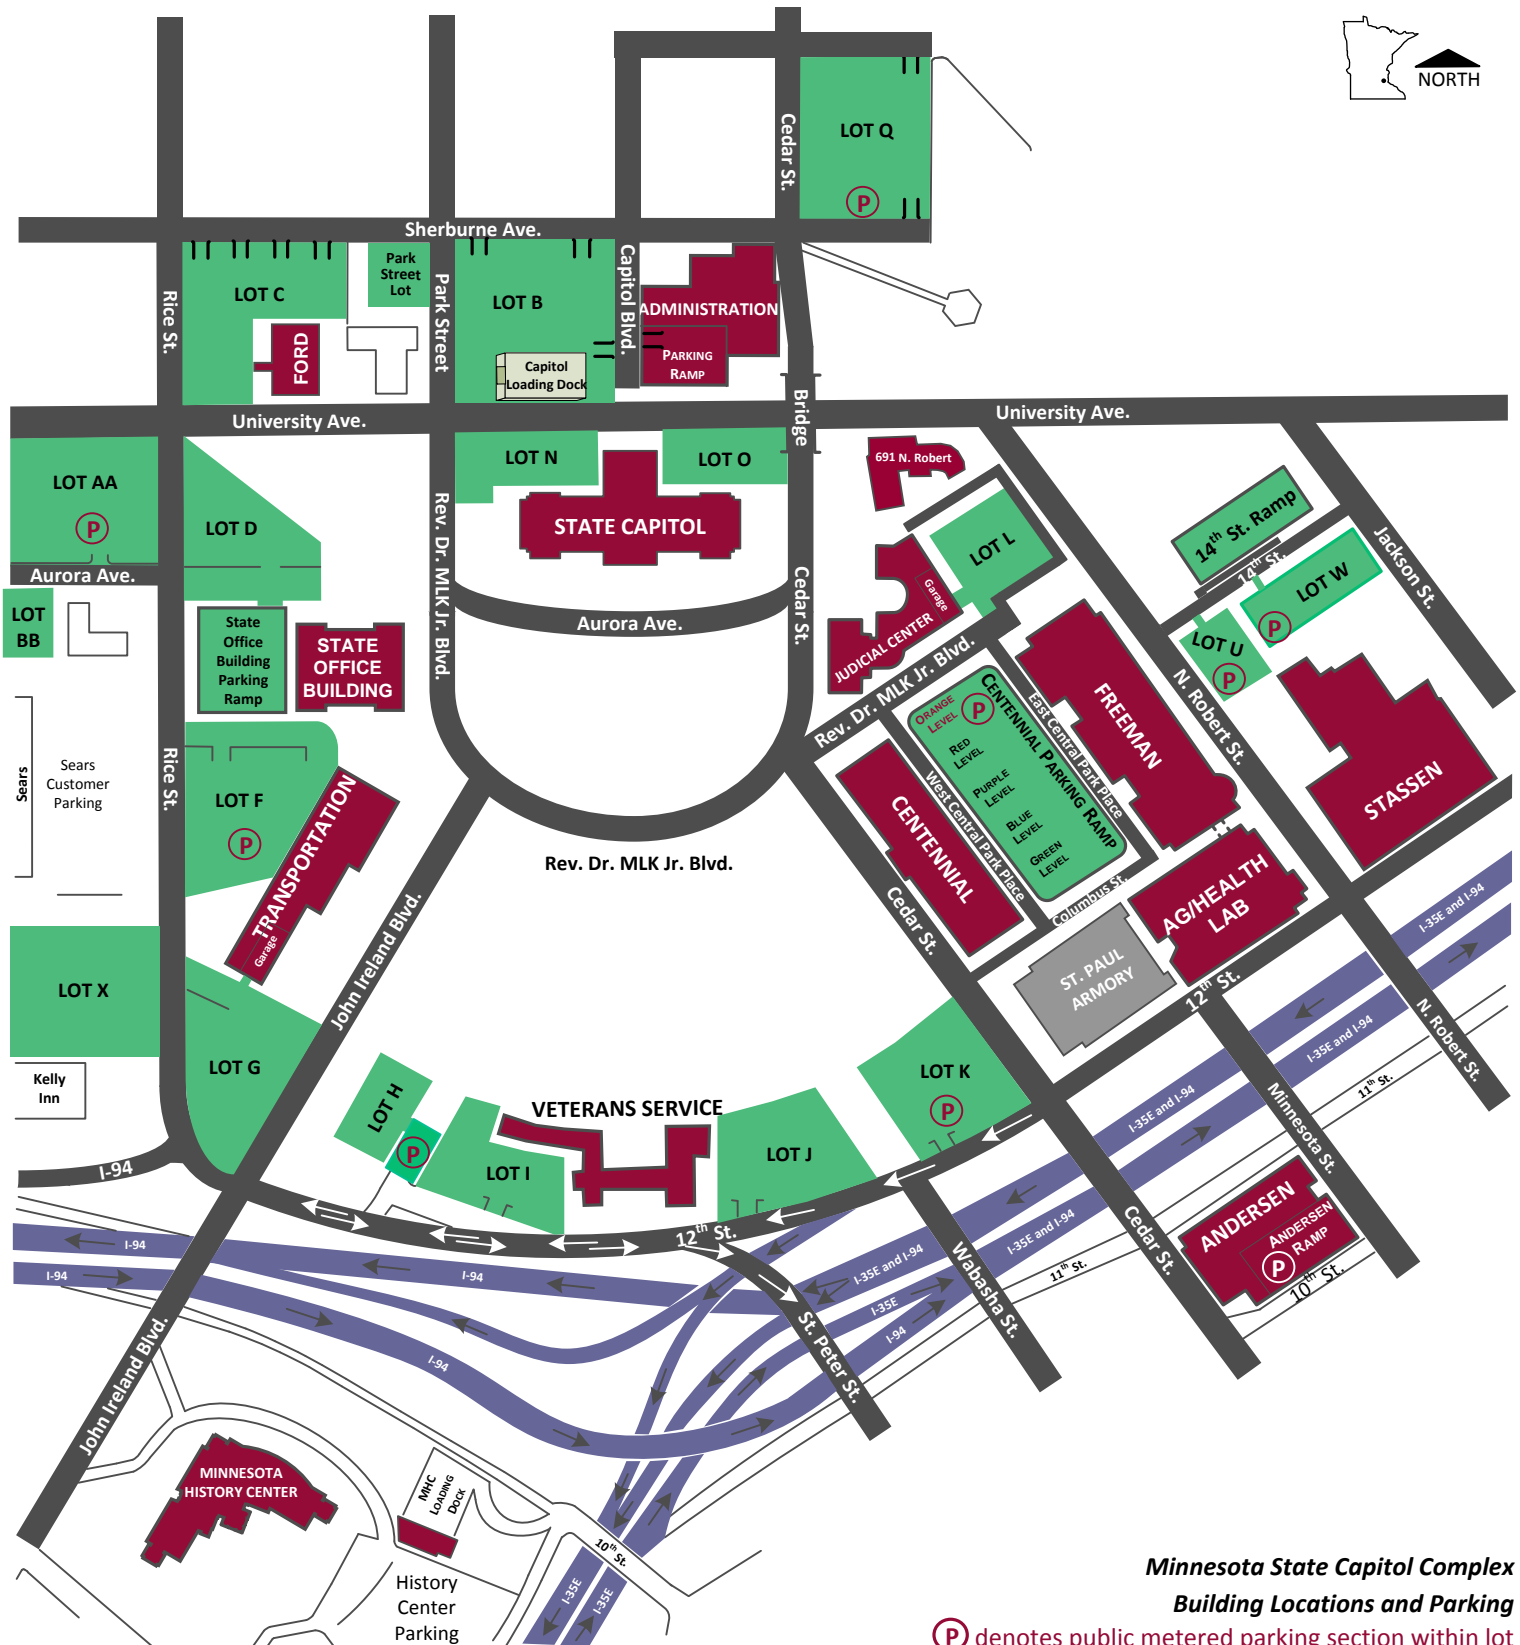 NORTH
Cedar St.
LOT Q
P
Sherburne Ave.
Rice St.
LOT C
Park
Street
Lot
Park Street
LOT B
Capitol Blvd.
ADMINISTRATION
PARKING
RAMP
FORD
Capitol
Loading Dock
University Ave.
Bridge
University Ave.
LOT AA
P
LOT D
LOT N
LOT O
STATE CAPITOL
691 N. Robert
LOT L
14th St. Ramp
14th St.
LOT W
P
Jackson St.
Aurora Ave.
LOT
BB
State
Office
Building
Parking
Ramp
STATE
OFFICE
BUILDING
Rev. Dr. MLK Jr. Blvd.
Aurora Ave.
Cedar St.
Garage
JUDICIAL CENTER
LOT U
P
Rev. Dr. MLK Jr. Blvd.
N. Robert St.
FREEMAN
East Central Park Place
CENTENNIAL PARKING RAMP
ORANGE
LEVEL
P
RED
LEVEL
PURPLE
LEVEL
BLUE
LEVEL
GREEN
LEVEL
West Central Park Place
CENTENNIAL
STASSEN
Sears
Sears
Customer
Parking
Rice St.
LOT F
P
TRANSPORTATION
Garage
Rev. Dr. MLK Jr. Blvd.
John Ireland Blvd.
Cedar St.
Columbus St.
AG/HEALTH
LAB
ST. PAUL
ARMORY
12th St.
I-35E and I-94
I-35E and I-94
I-35E and I-94
N. Robert St.
LOT X
Kelly
Inn
LOT G
LOT H
P
LOT I
VETERANS SERVICE
LOT J
LOT K
P
I-35E and I-94
11th St.
Minnesota St.
I-94
12th St.
I-94
I-94
I-94
I-94
I-35E and I-94
I-35E and I-94
I-35E
I-94
11th St.
Wabasha St.
Cedar St.
ANDERSEN
ANDERSEN
RAMP
P
10th St.
St. Peter St.
John Ireland Blvd.
MINNESOTA
HISTORY CENTER
MHC
LOADING
DOCK
10th St.
I-35E
I-35E
History
Center
Parking
Minnesota State Capitol Complex
Building Locations and Parking
P denotes public metered parking section within lot